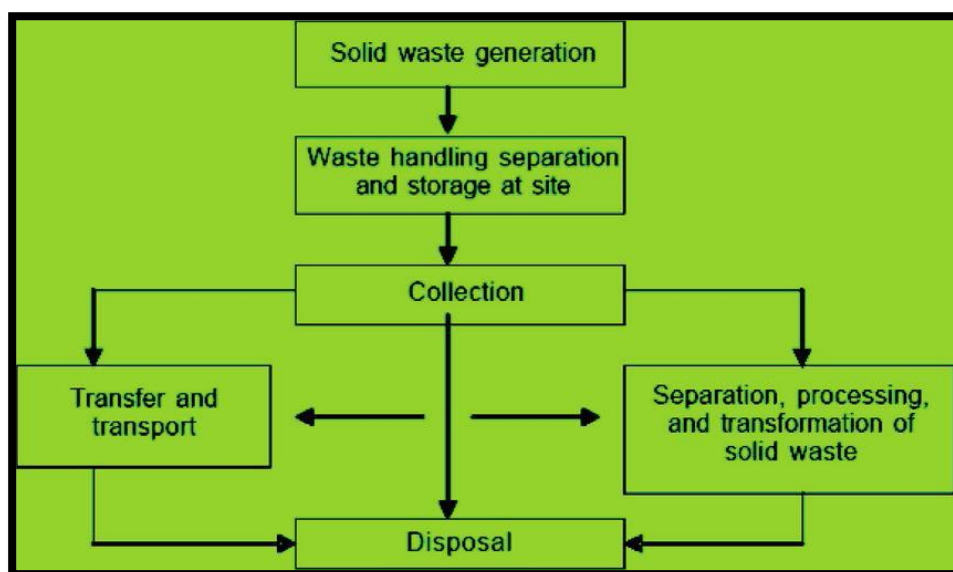 Solid waste generation
Waste handling separation
and storage at site
Collection
Transfer and
transport
Separation, processing,
and transformation of
solid waste
Disposal